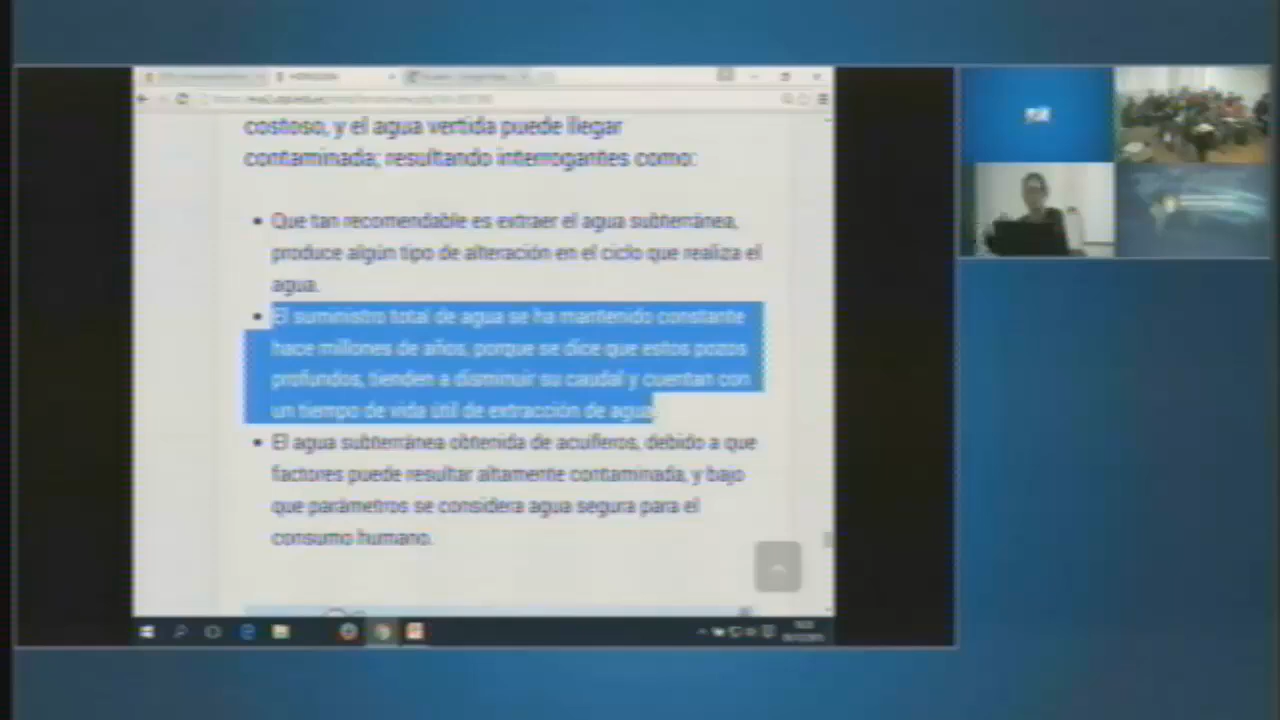 costoso, y el agua vertida puede llegar
contaminada; resultando interrogantes como:
• Que tan recomendable es extraer el agua subterránea,
produce algún tipo de alteración en el ciclo que realiza el
agua.
• El suministro total de agua se ha mantenido constante
hace millones de años, porque se dice que estos pozos
profundos, tienden a disminuir su caudal y cuentan con
un tiempo de vida útil de extracción de agua.
• El agua subterránea obtenida de acuíferos, debido a que
factores puede resultar altamente contaminada, y bajo
que parámetros se considera agua segura para el
consumo humano.